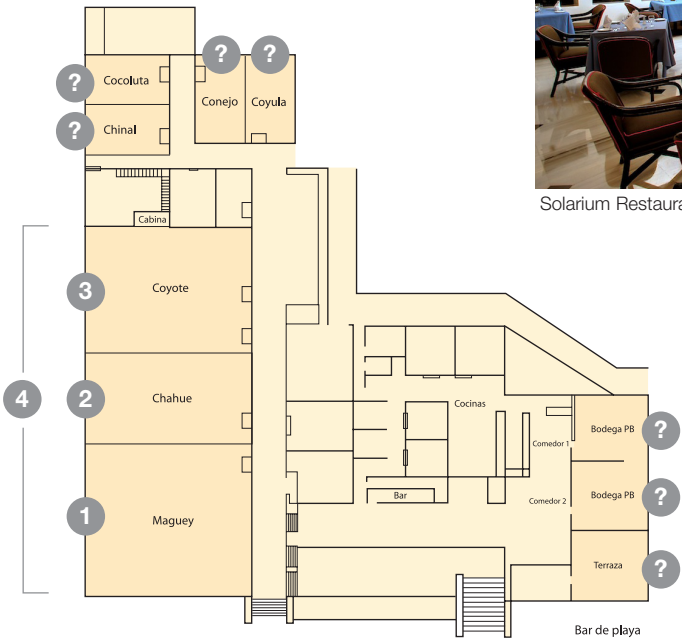 ? ?
? Cocoluta
Conejo Coyula
? Chinal
Solarium Restaura
Cabina
3 Coyote
4
2 Chahue
Cocinas
Bodega PB ?
Comedor 1
Bar
Comedor 2
Bodega PB ?
1 Maguey
Terraza ?
Bar de playa